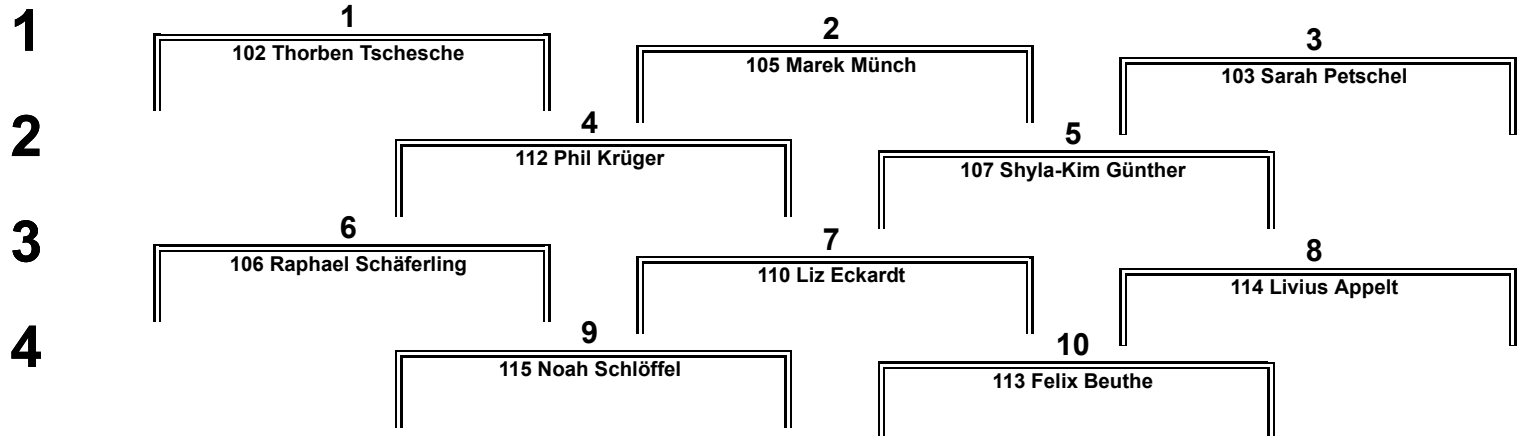 1
1
2
3
102 Thorben Tschesche
105 Marek Münch
103 Sarah Petschel
2
4
5
112 Phil Krüger
107 Shyla-Kim Günther
3
6
7
8
106 Raphael Schäferling
110 Liz Eckardt
114 Livius Appelt
4
9
10
115 Noah Schlöffel
113 Felix Beuthe